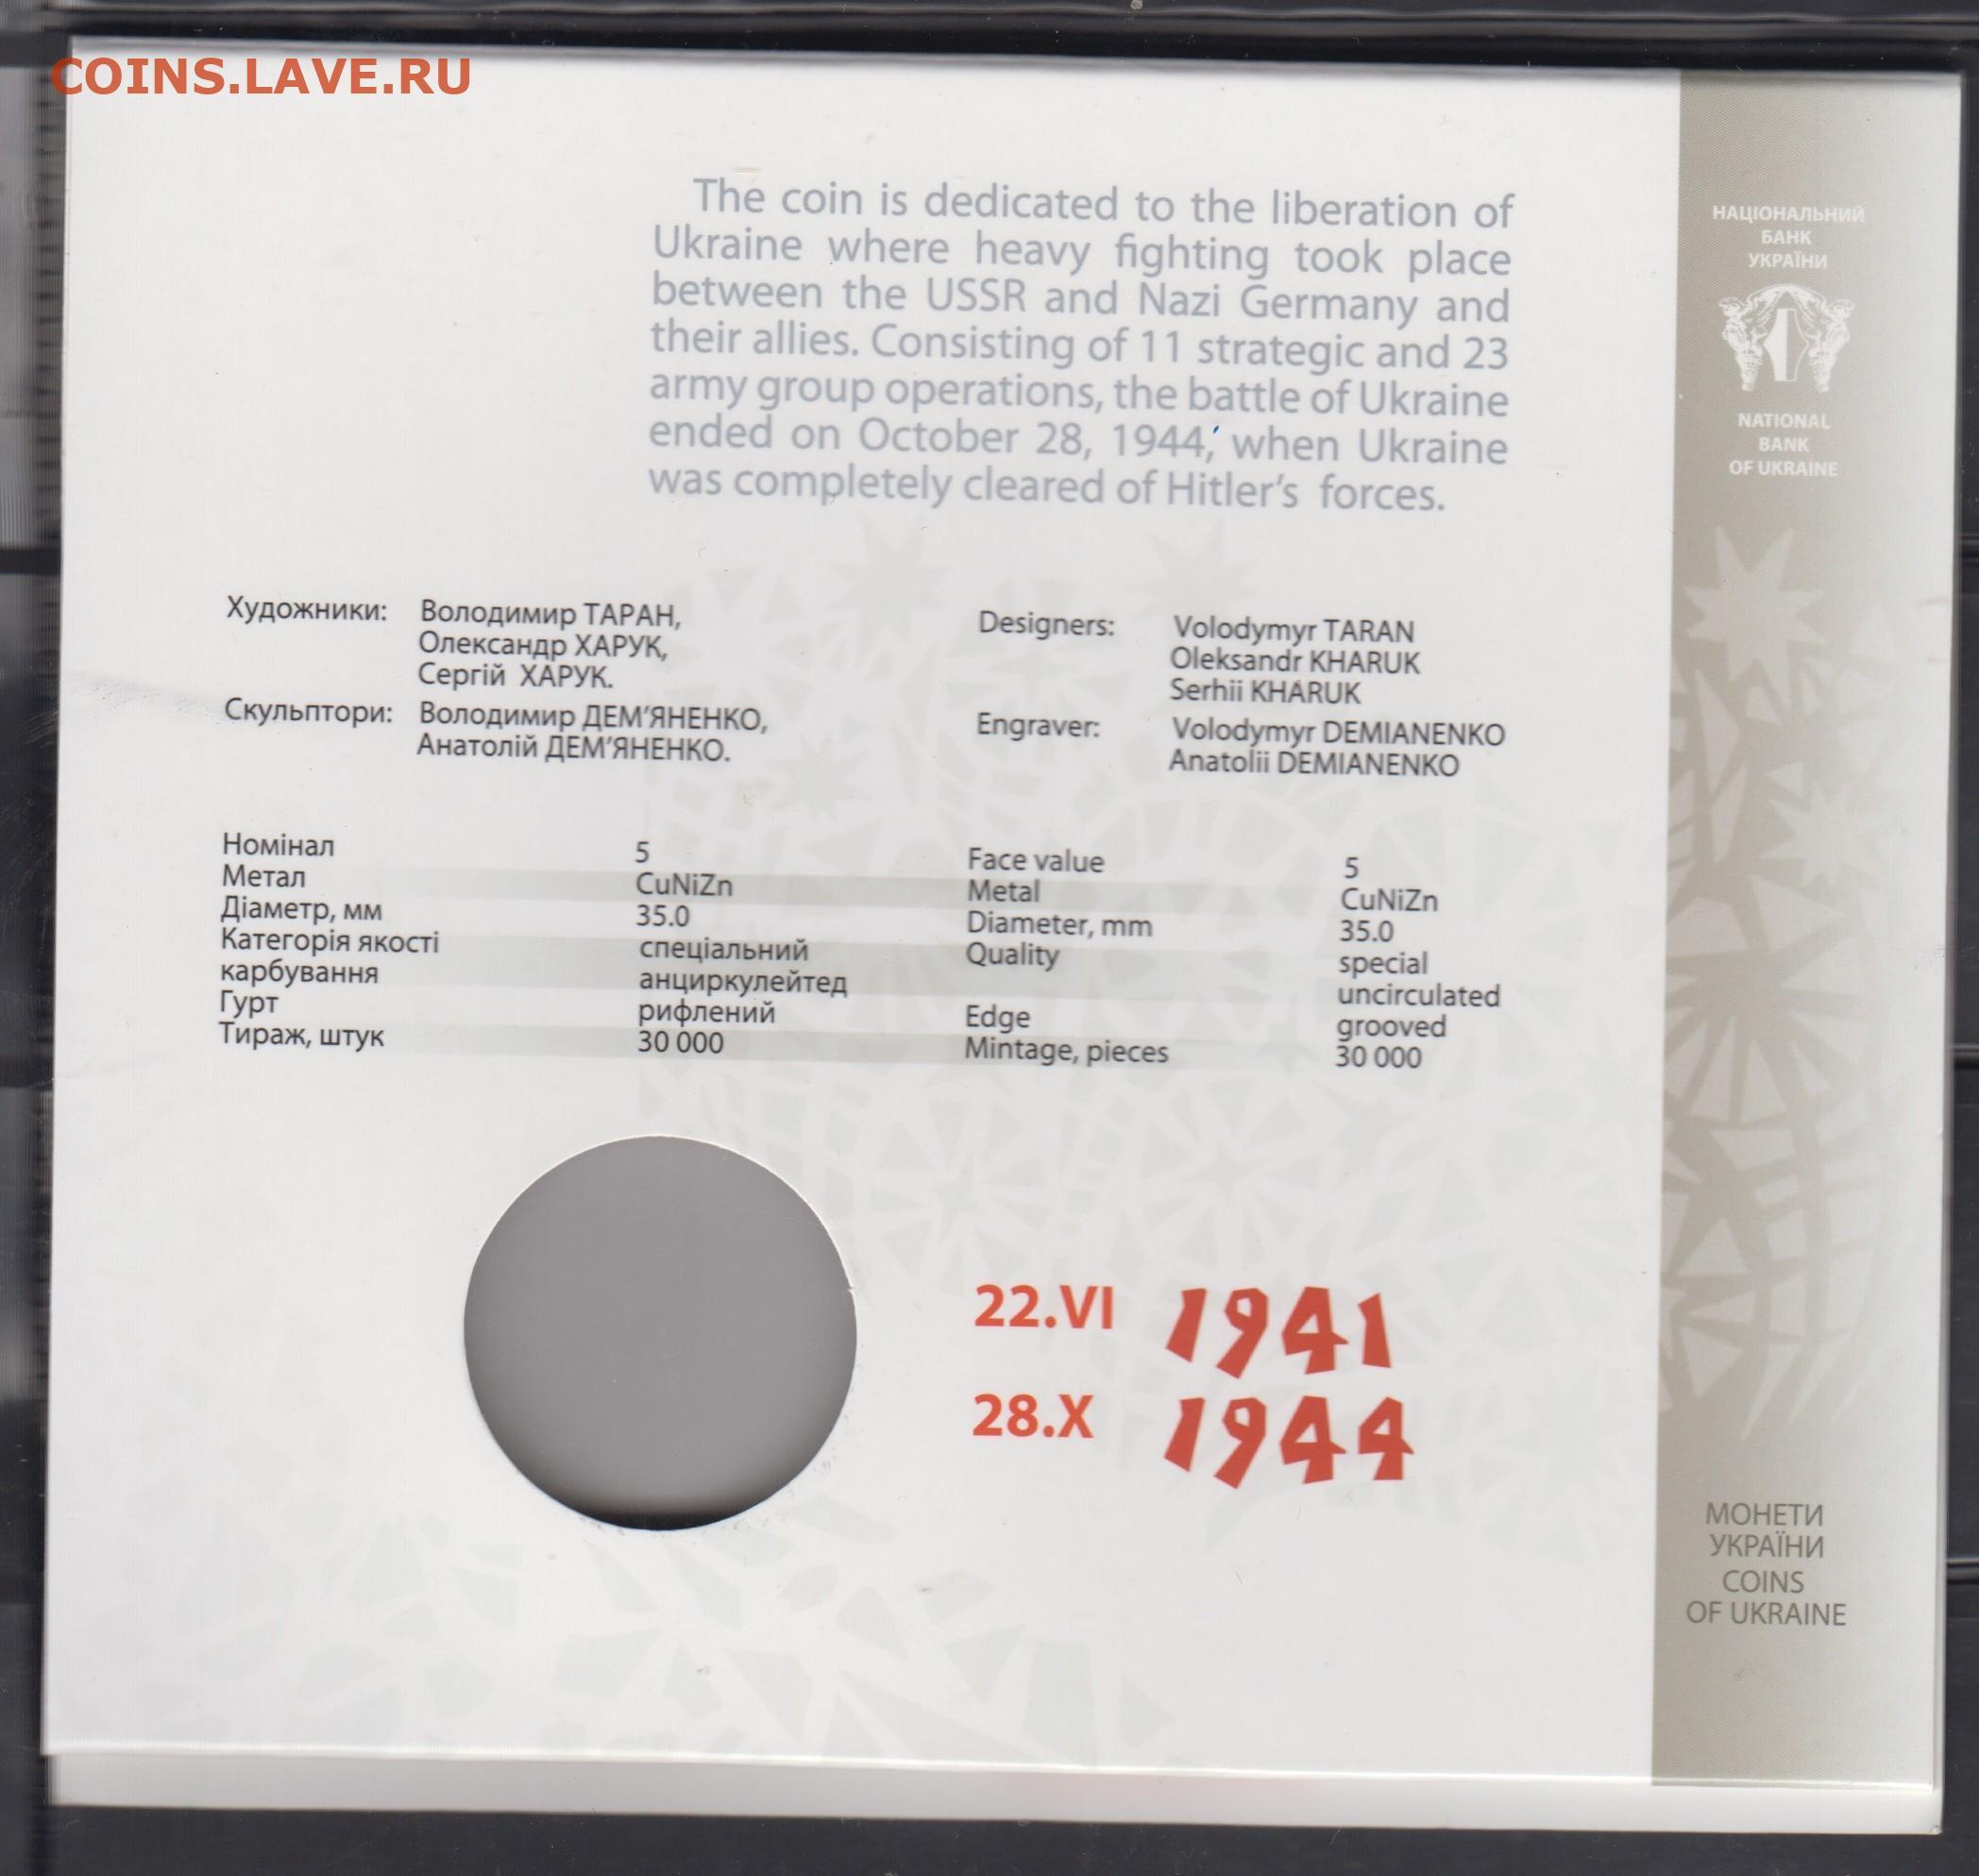 COINS.LAVE.RU
The coin is dedicated to the liberation of
Ukraine where heavy fighting took place
between the USSR and Nazi Germany and
their allies. Consisting of 11 strategic and 23
army group operations, the battle of Ukraine
ended on October 28, 1944, when Ukraine
was completely cleared of Hitler's forces.
НАЦІОНАЛЬНИЙ
БАНК
УКРАЇНИ
NATIONAL
BANK
OF UKRAINE
Художники: Володимир ТАРАН,
Олександр ХАРУК,
Сергій ХАРУК.
Скульптори: Володимир ДЕМ'ЯНЕНКО,
Анатолій ДЕМ'ЯНЕНКО.
Designers: Volodymyr TARAN
Oleksandr KHARUK
Serhii KHARUK
Engraver: Volodymyr DEMIANENKO
Anatolii DEMIANENKO
Номінал 5
Метал CuNiZn
Діаметр, мм 35.0
Категорія якості спеціальний
карбування анциркулейтед
Гурт рифлений
Тираж, штук 30 000
Face value 5
Metal CuNiZn
Diameter, mm 35.0
Quality special
uncirculated
Edge grooved
Mintage, pieces 30 000
22.VI 1941
28.X 1944
МОНЕТИ
УКРАЇНИ
COINS
OF UKRAINE